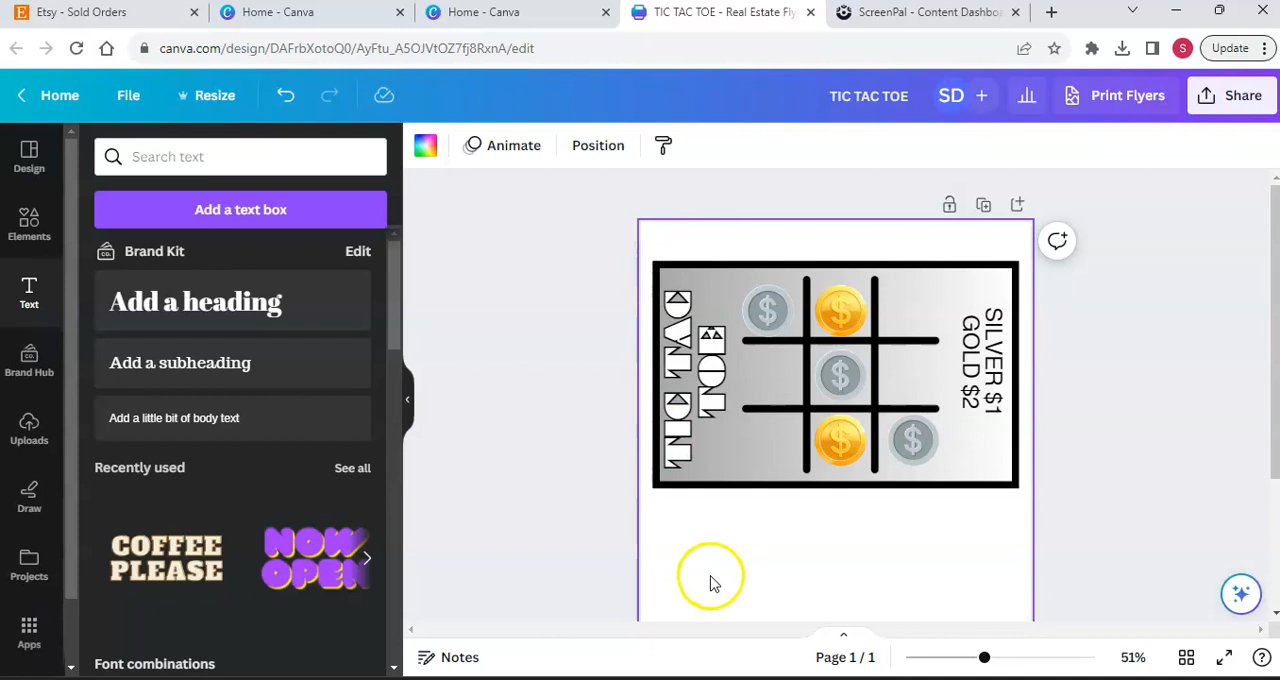 Etsy - Sold Orders
Home - Canva
Home - Canva
TIC TAC TOE - Real Estate Fly
ScreenPal - Content Dashbo
canva.com/design/DAFrbXotoQ0/AyFtu_A5OJVtOZ7fj8RxnA/edit
S
Update
Home
File
Resize
TIC TAC TOE
SD
Print Flyers
Share
Design
Elements
Text
Brand Hub
Uploads
Draw
Projects
Apps
Search text
Add a text box
CO.
Brand Kit
Edit
Add a heading
Add a subheading
Add a little bit of body text
Recently used
See all
COFFEE
PLEASE
NOW
OPEN
Font combinations
Animate
Position
$ $
$
$ $
SILVER $1
GOLD $2
Notes
Page 1 / 1
51%